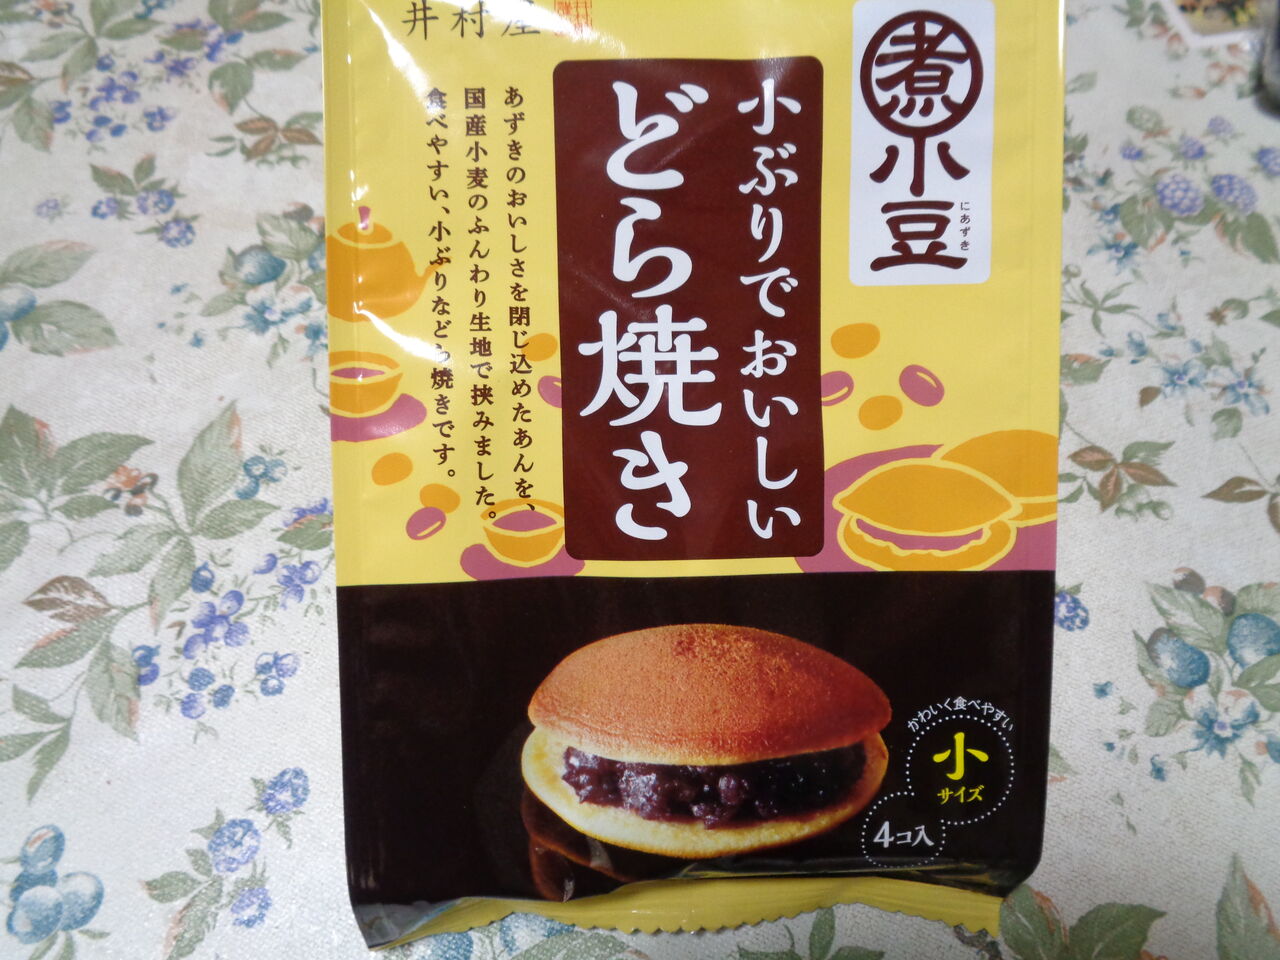 井村屋
煮小豆
にあずき
小ぶりでおいしい
どら焼き
あずきのおいしさを閉じ込めたあんを、
国産小麦のふんわり生地で挟みました。
食べやすい、小ぶりなどら焼きです。
かわいく食べやすい
小
サイズ
4コ入